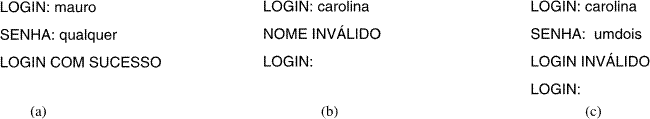 LOGIN: mauro
SENHA: qualquer
LOGIN COM SUCESSO
(a)
LOGIN: carolina
NOME INVÁLIDO
LOGIN:
(b)
LOGIN: carolina
SENHA: umdois
LOGIN INVÁLIDO
LOGIN:
(c)